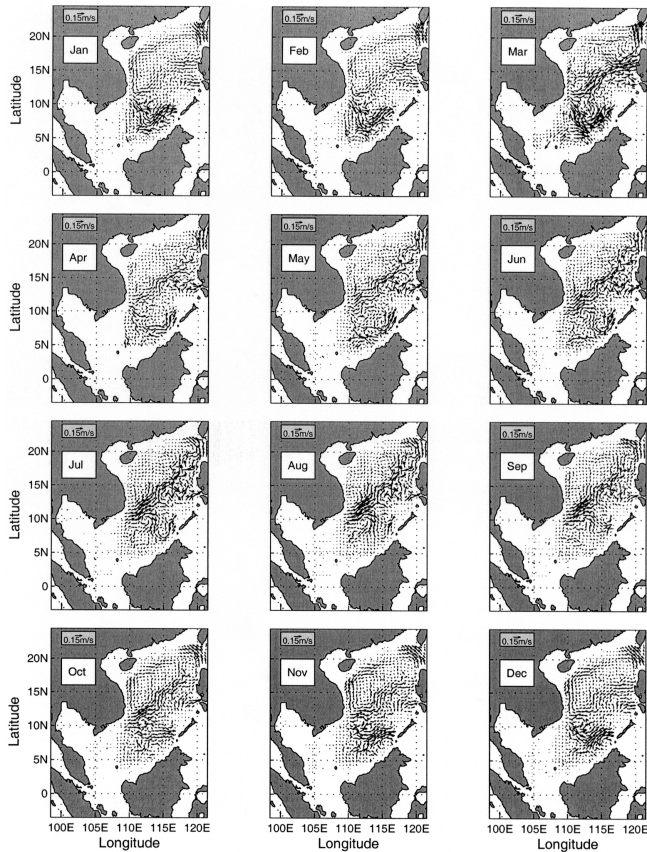 0.15m/s 0.15m/s 0.15m/s
20N Jan Feb Mar
15N
10N
5N
0
Latitude
0.15m/s 0.15m/s 0.15m/s
20N Apr May Jun
15N
10N
5N
0
Latitude
0.15m/s 0.15m/s 0.15m/s
20N Jul Aug Sep
15N
10N
5N
0
Latitude
0.15m/s 0.15m/s 0.15m/s
20N Oct Nov Dec
15N
10N
5N
0
Latitude
100E 105E 110E 115E 120E 100E 105E 110E 115E 120E 100E 105E 110E 115E 120E
Longitude Longitude Longitude